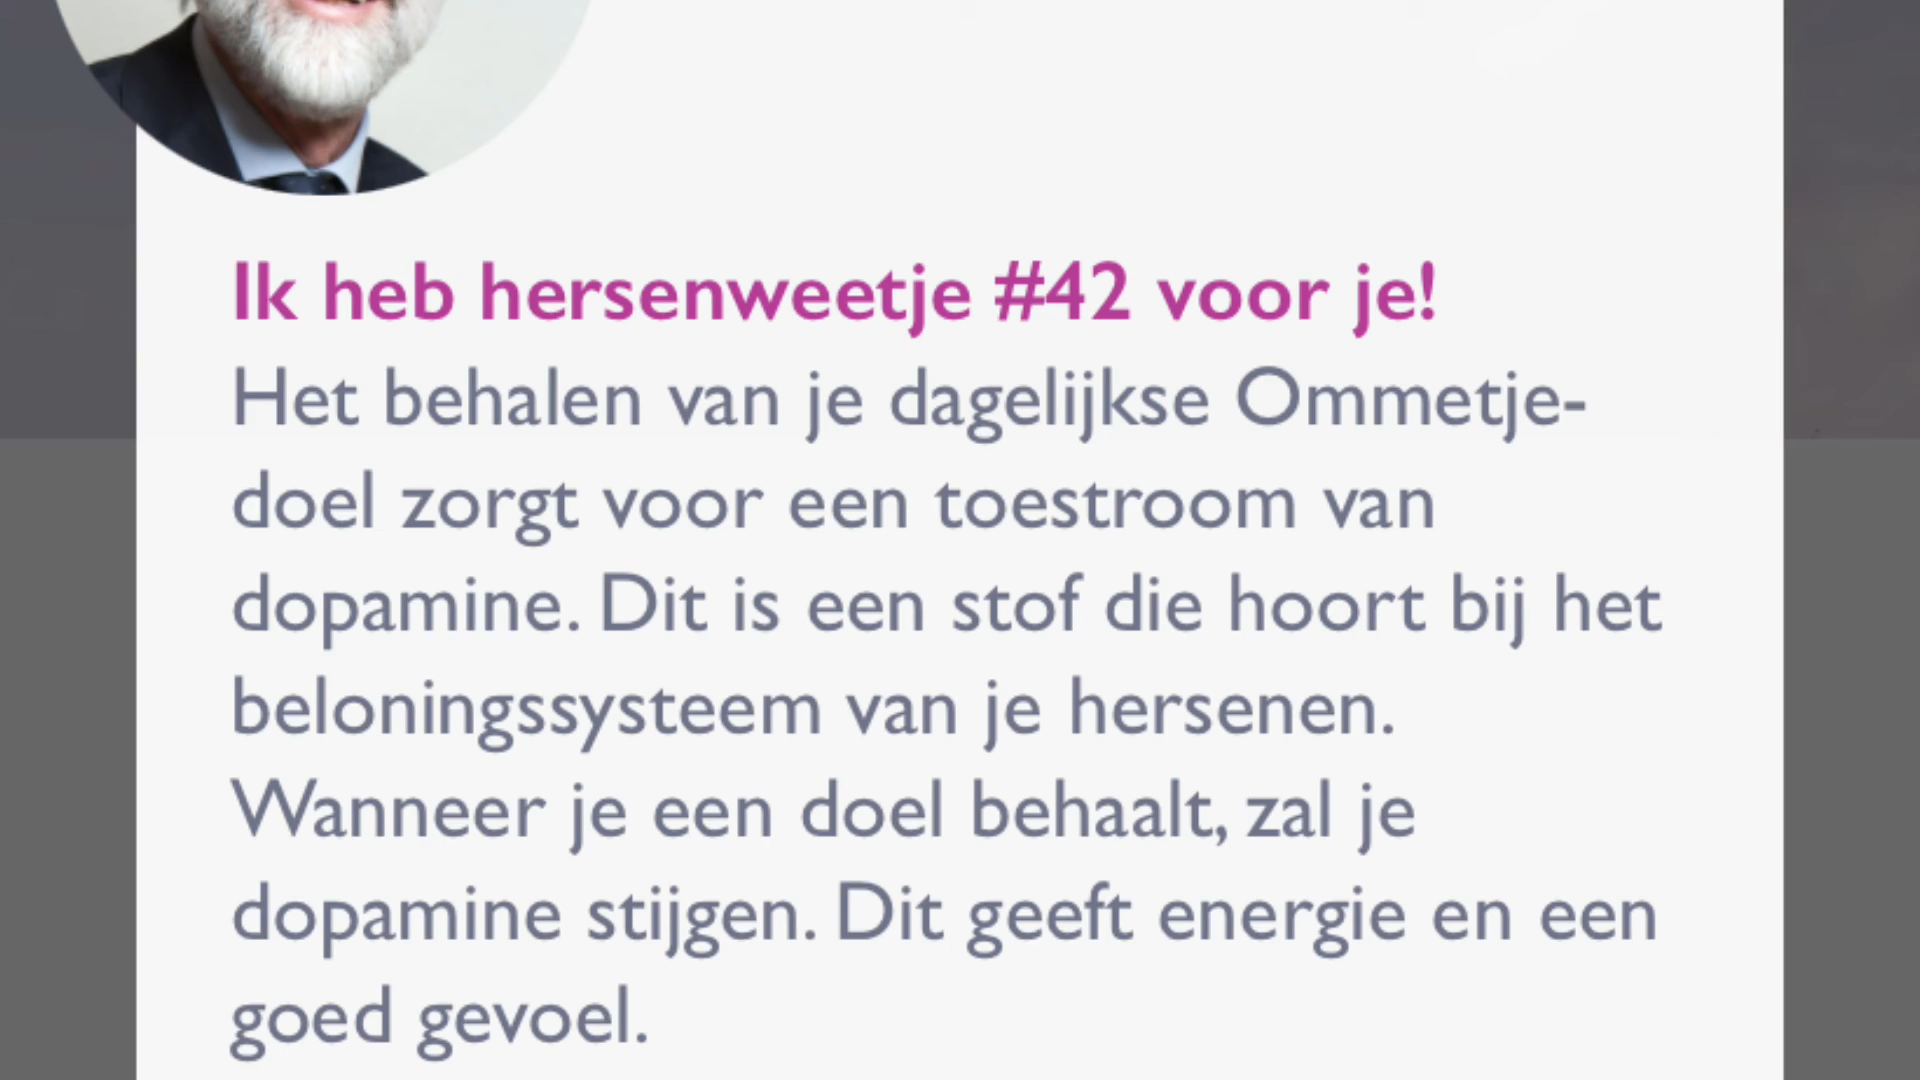 Ik heb hersenweetje #42 voor je!
Het behalen van je dagelijkse Ommetje-
doel zorgt voor een toestroom van
dopamine. Dit is een stof die hoort bij het
beloningssysteem van je hersenen.
Wanneer je een doel behaalt, zal je
dopamine stijgen. Dit geeft energie en een
goed gevoel.